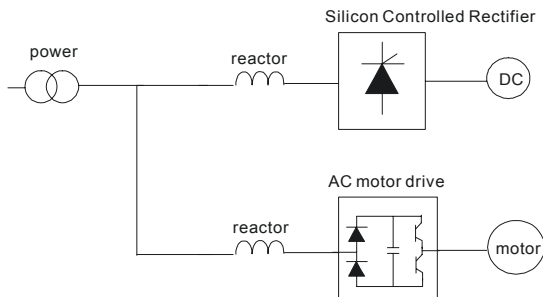 Silicon Controlled Rectifier
power
reactor
DC
AC motor drive
reactor
motor